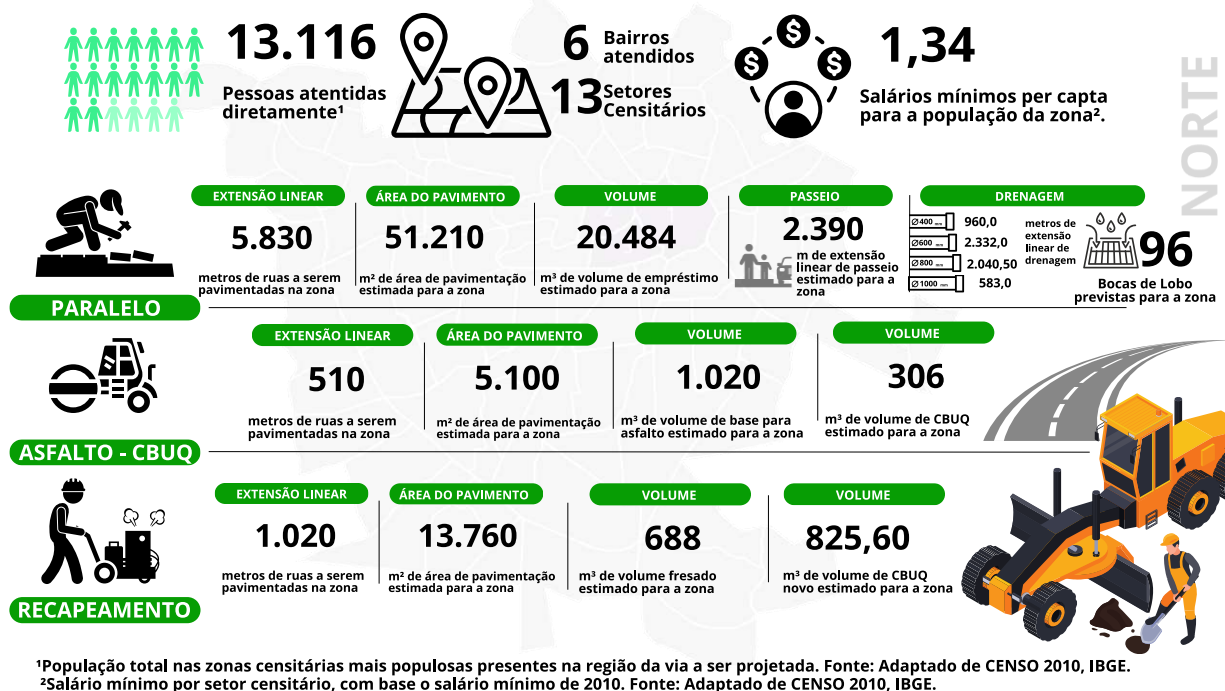 13.116
Pessoas atentidas
diretamente¹
6 Bairros
atendidos
13 Setores
Censitários
1,34
Salários mínimos per capta
para a população da zona².
NORTE
PARALELO
EXTENSÃO LINEAR
5.830
metros de ruas a serem
pavimentadas na zona
ÁREA DO PAVIMENTO
51.210
m² de área de pavimentação
estimada para a zona
VOLUME
20.484
m³ de volume de empréstimo
estimado para a zona
PASSEIO
2.390
m de extensão
linear de passeio
estimado para a
zona
DRENAGEM
Ø 400 mm 960,0
Ø600 mm 2.332,0
Ø 800 mm 2.040,50
Ø 1000 mm 583,0
metros de
extensão
linear de
drenagem
96
Bocas de Lobo
previstas para a zona
ASFALTO - CBUQ
EXTENSÃO LINEAR
510
metros de ruas a serem
pavimentadas na zona
ÁREA DO PAVIMENTO
5.100
m² de área de pavimentação
estimada para a zona
VOLUME
1.020
m³ de volume de base para
asfalto estimado para a zona
VOLUME
306
m³ de volume de CBUQ
estimado para a zona
RECAPEAMENTO
EXTENSÃO LINEAR
1.020
metros de ruas a serem
pavimentadas na zona
ÁREA DO PAVIMENTO
13.760
m² de área de pavimentação
estimada para a zona
VOLUME
688
m³ de volume fresado
estimado para a zona
VOLUME
825,60
m³ de volume de CBUQ
novo estimado para a zona
¹População total nas zonas censitárias mais populosas presentes na região da via a ser projetada. Fonte: Adaptado de CENSO 2010, IBGE.
²Salário mínimo por setor censitário, com base o salário mínimo de 2010. Fonte: Adaptado de CENSO 2010, IBGE.